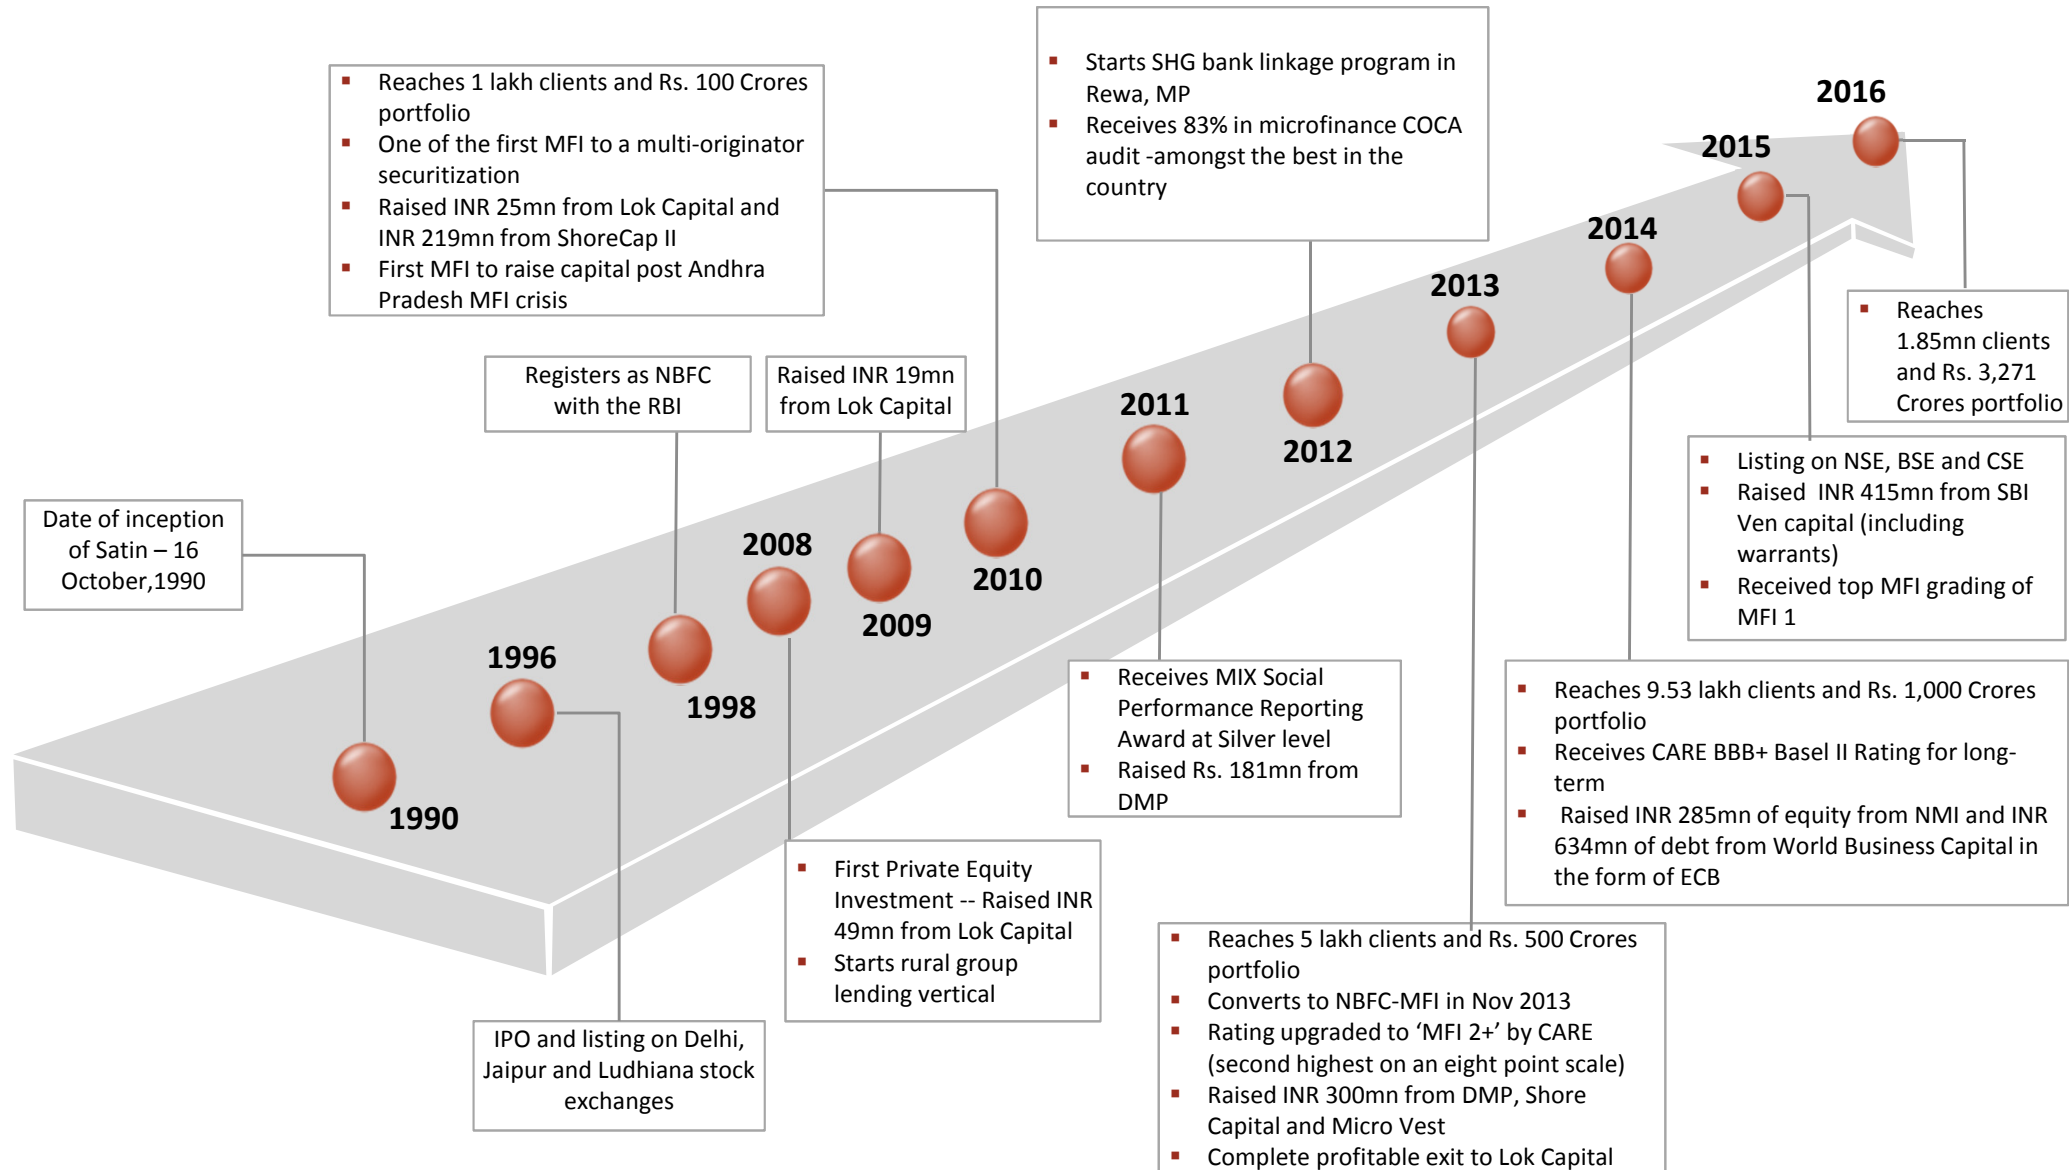 Date of inception
of Satin – 16
October,1990
1990
1996
IPO and listing on Delhi,
Jaipur and Ludhiana stock
exchanges
Registers as NBFC
with the RBI
1998
2008
▪ First Private Equity
Investment -- Raised INR
49mn from Lok Capital
▪ Starts rural group
lending vertical
Raised INR 19mn
from Lok Capital
2009
▪ Reaches 1 lakh clients and Rs. 100 Crores
portfolio
▪ One of the first MFI to a multi-originator
securitization
▪ Raised INR 25mn from Lok Capital and
INR 219mn from ShoreCap II
▪ First MFI to raise capital post Andhra
Pradesh MFI crisis
2010
2011
▪ Receives MIX Social
Performance Reporting
Award at Silver level
▪ Raised Rs. 181mn from
DMP
▪ Starts SHG bank linkage program in
Rewa, MP
▪ Receives 83% in microfinance COCA
audit -amongst the best in the
country
2012
2013
▪ Reaches 5 lakh clients and Rs. 500 Crores
portfolio
▪ Converts to NBFC-MFI in Nov 2013
▪ Rating upgraded to ‘MFI 2+’ by CARE
(second highest on an eight point scale)
▪ Raised INR 300mn from DMP, Shore
Capital and Micro Vest
▪ Complete profitable exit to Lok Capital
2014
▪ Reaches 9.53 lakh clients and Rs. 1,000 Crores
portfolio
▪ Receives CARE BBB+ Basel II Rating for long-
term
▪ Raised INR 285mn of equity from NMI and INR
634mn of debt from World Business Capital in
the form of ECB
2015
▪ Listing on NSE, BSE and CSE
▪ Raised INR 415mn from SBI
Ven capital (including
warrants)
▪ Received top MFI grading of
MFI 1
2016
▪ Reaches
1.85mn clients
and Rs. 3,271
Crores portfolio